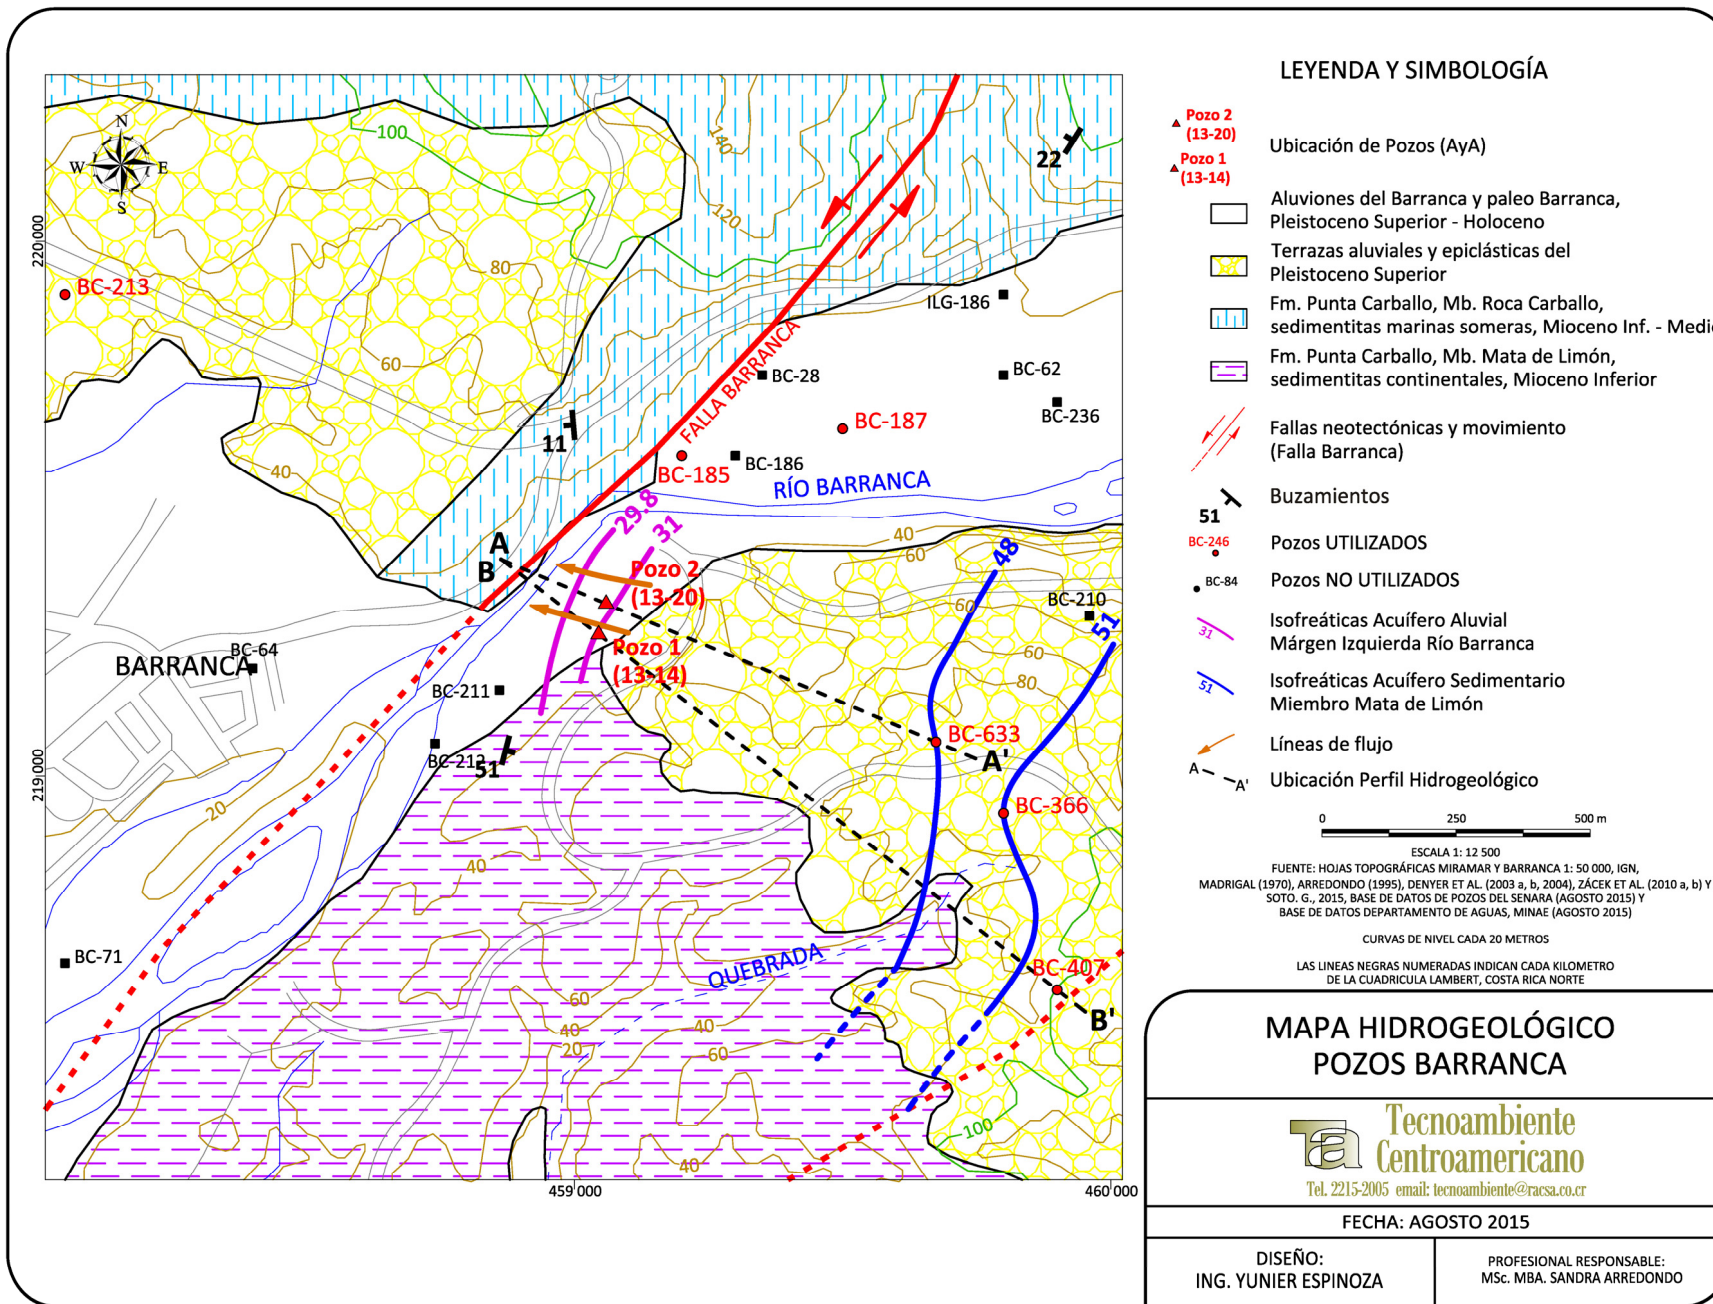 N
W E
S
220'000
219'000
459'000
460'000
100
140
120
80
60
40
20
22
11
51
BC-213
ILG-186
BC-28
BC-62
BC-236
BC-187
BC-185
BC-186
FALLA BARRANCA
RÍO BARRANCA
29.8
31
A
B
Pozo 2
(13-20)
Pozo 1
(13-14)
40
60
48
60
BC-210
51
60
80
BC-64
BARRANCA
BC-211
BC-212
51
BC-633
A'
BC-366
20
40
BC-71
QUEBRADA
BC-407
B'
60
40
20
40
60
100
40
LEYENDA Y SIMBOLOGÍA
Pozo 2
(13-20)
Pozo 1
(13-14)
Ubicación de Pozos (AyA)
Aluviones del Barranca y paleo Barranca,
Pleistoceno Superior - Holoceno
Terrazas aluviales y epiclásticas del
Pleistoceno Superior
Fm. Punta Carballo, Mb. Roca Carballo,
sedimentitas marinas someras, Mioceno Inf. - Medi
Fm. Punta Carballo, Mb. Mata de Limón,
sedimentitas continentales, Mioceno Inferior
Fallas neotectónicas y movimiento
(Falla Barranca)
51
Buzamientos
BC-246
Pozos UTILIZADOS
BC-84
Pozos NO UTILIZADOS
31
Isofreáticas Acuífero Aluvial
Márgen Izquierda Río Barranca
51
Isofreáticas Acuífero Sedimentario
Miembro Mata de Limón
Líneas de flujo
A A'
Ubicación Perfil Hidrogeológico
0 250 500 m
ESCALA 1: 12 500
FUENTE: HOJAS TOPOGRÁFICAS MIRAMAR Y BARRANCA 1: 50 000, IGN,
MADRIGAL (1970), ARREDONDO (1995), DENYER ET AL. (2003 a, b, 2004), ZÁCEK ET AL. (2010 a, b) Y
SOTO. G., 2015, BASE DE DATOS DE POZOS DEL SENARA (AGOSTO 2015) Y
BASE DE DATOS DEPARTAMENTO DE AGUAS, MINAE (AGOSTO 2015)
CURVAS DE NIVEL CADA 20 METROS
LAS LINEAS NEGRAS NUMERADAS INDICAN CADA KILOMETRO
DE LA CUADRICULA LAMBERT, COSTA RICA NORTE
MAPA HIDROGEOLÓGICO
POZOS BARRANCA
Ta
Tecnoambiente
Centroamericano
Tel. 2215-2005 email: tecnoambiente@racsa.co.cr
FECHA: AGOSTO 2015
DISEÑO:
ING. YUNIER ESPINOZA
PROFESIONAL RESPONSABLE:
MSc. MBA. SANDRA ARREDONDO